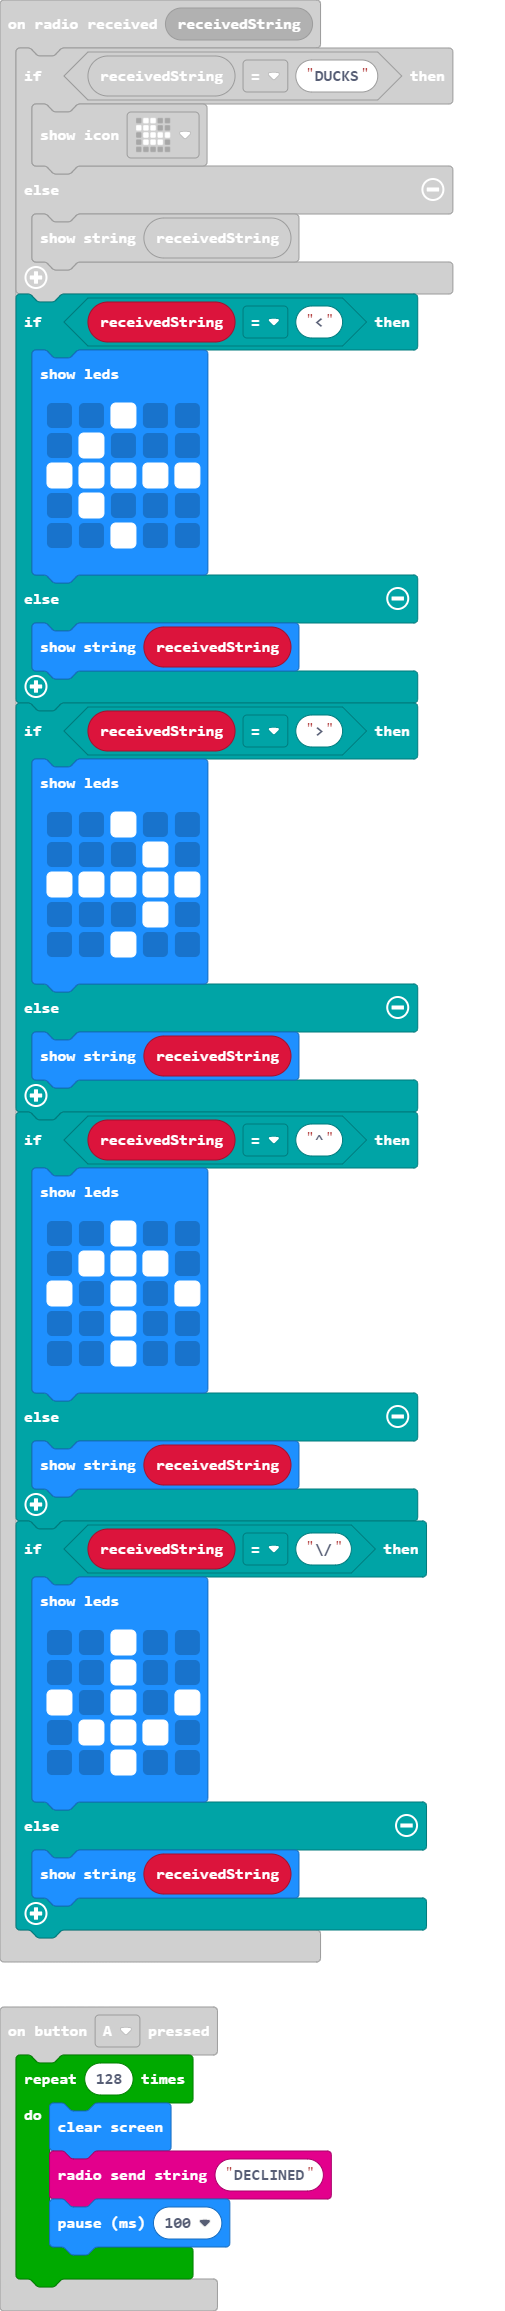 on radio received receivedString
if receivedString = "DUCKS" then
show icon
else
show string receivedString
if receivedString = "<" then
show leds
else
show string receivedString
if receivedString = ">" then
show leds
else
show string receivedString
if receivedString = "^" then
show leds
else
show string receivedString
if receivedString = "\/" then
show leds
else
show string receivedString
on button A pressed
repeat 128 times
do
clear screen
radio send string "DECLINED"
pause (ms) 100